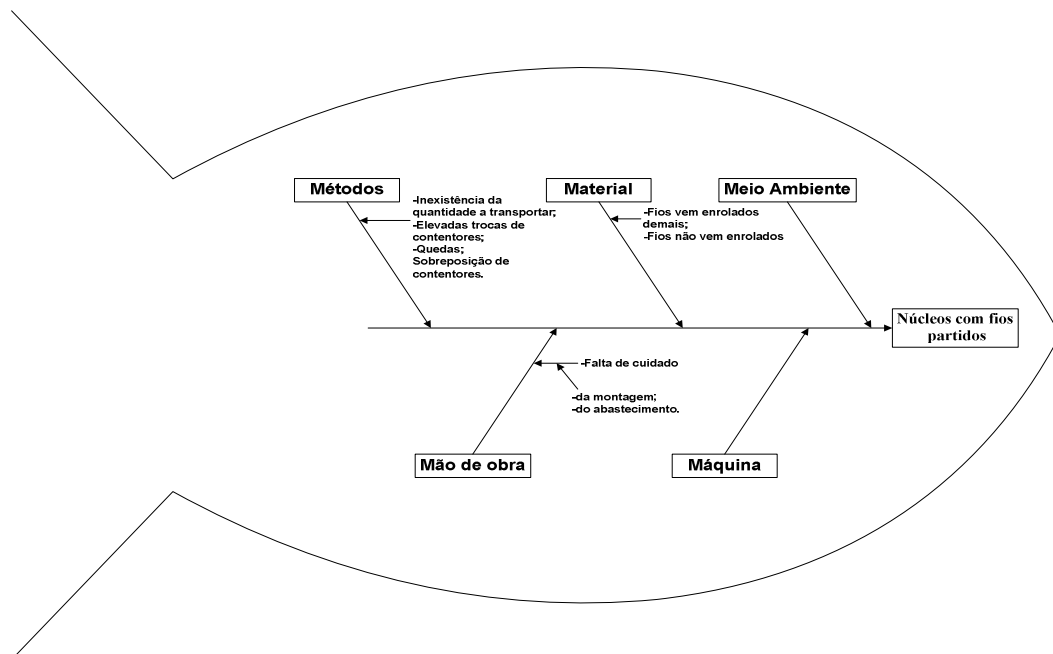 Métodos
Material
Meio Ambiente
-Inexistência da
quantidade a transportar;
-Elevadas trocas de
contentores;
-Quedas;
Sobreposição de
contentores.
-Fios vem enrolados
demais;
-Fios não vem enrolados
Núcleos com fios
partidos
-Falta de cuidado
-da montagem;
-do abastecimento.
Mão de obra
Máquina